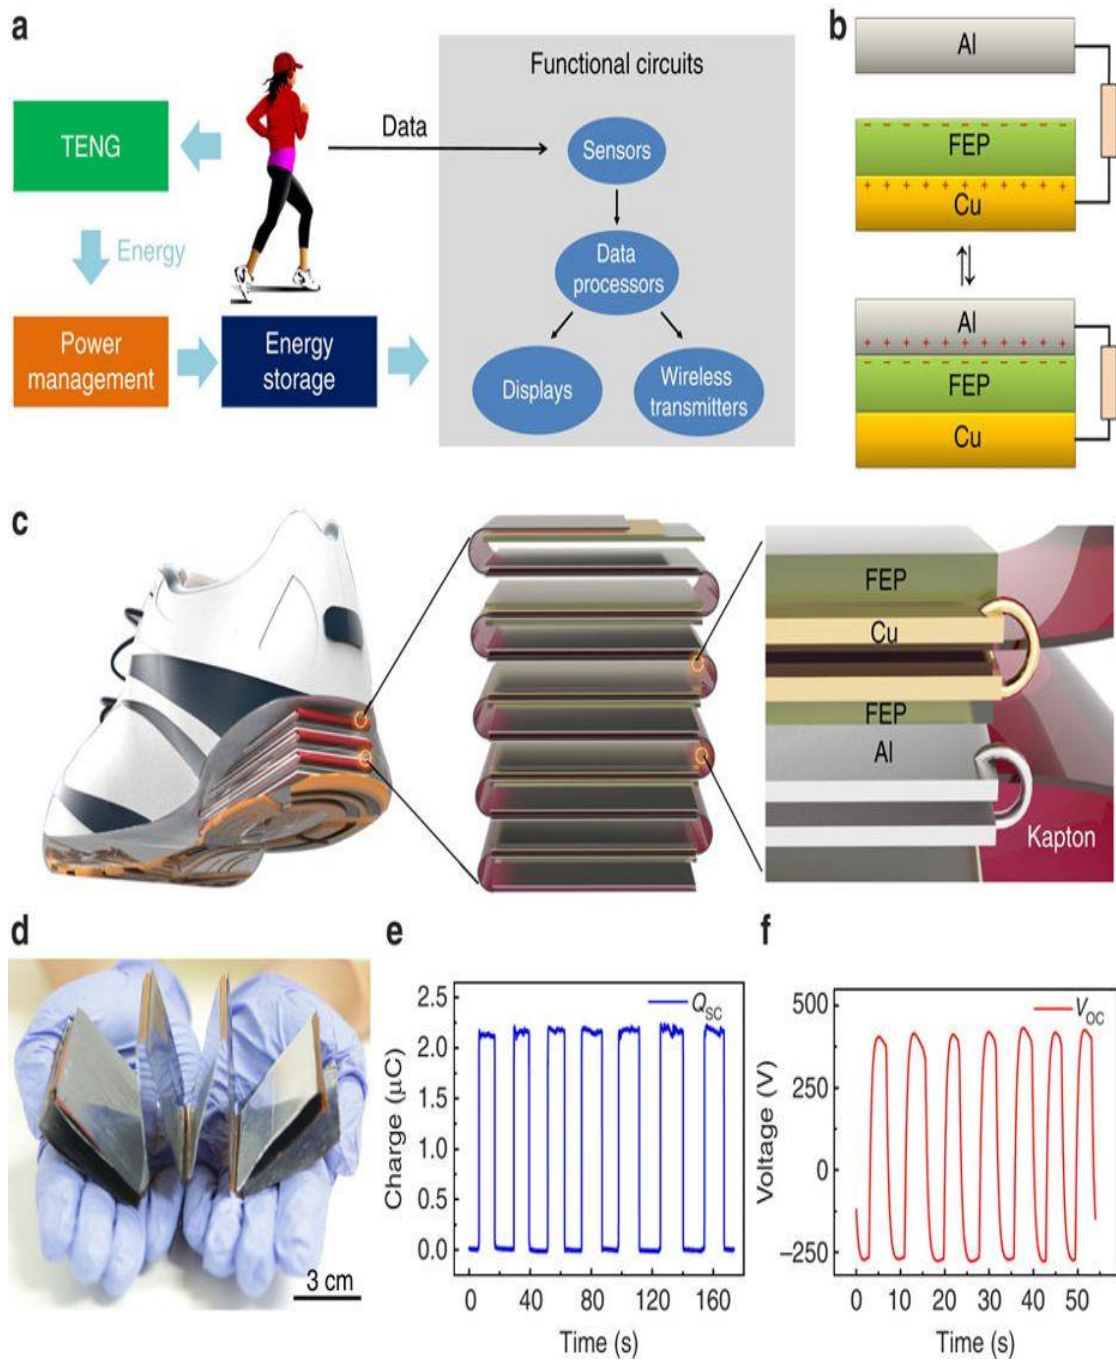 a
TENG
Energy
Power
management
Energy
storage
Data
Functional circuits
Sensors
Data
processors
Displays
Wireless
transmitters
b
Al
- - - - - - - - - -
FEP
+ + + + + + + + + +
Cu
Al
+ + + + + + + + + +
- - - - - - - - - -
FEP
Cu
c
FEP
Cu
FEP
Al
Kapton
d
3 cm
e
2.5
2.0
1.5
1.0
0.5
0.0
Charge (μC)
QSC
0 40 80 120 160
Time (s)
f
500
250
0
−250
Voltage (V)
VOC
0 10 20 30 40 50
Time (s)